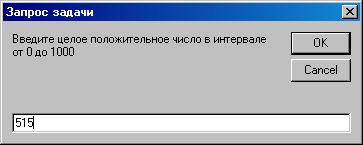 Запрос задачи
Введите целое положительное число в интервале
от 0 до 1000
OK
Cancel
515